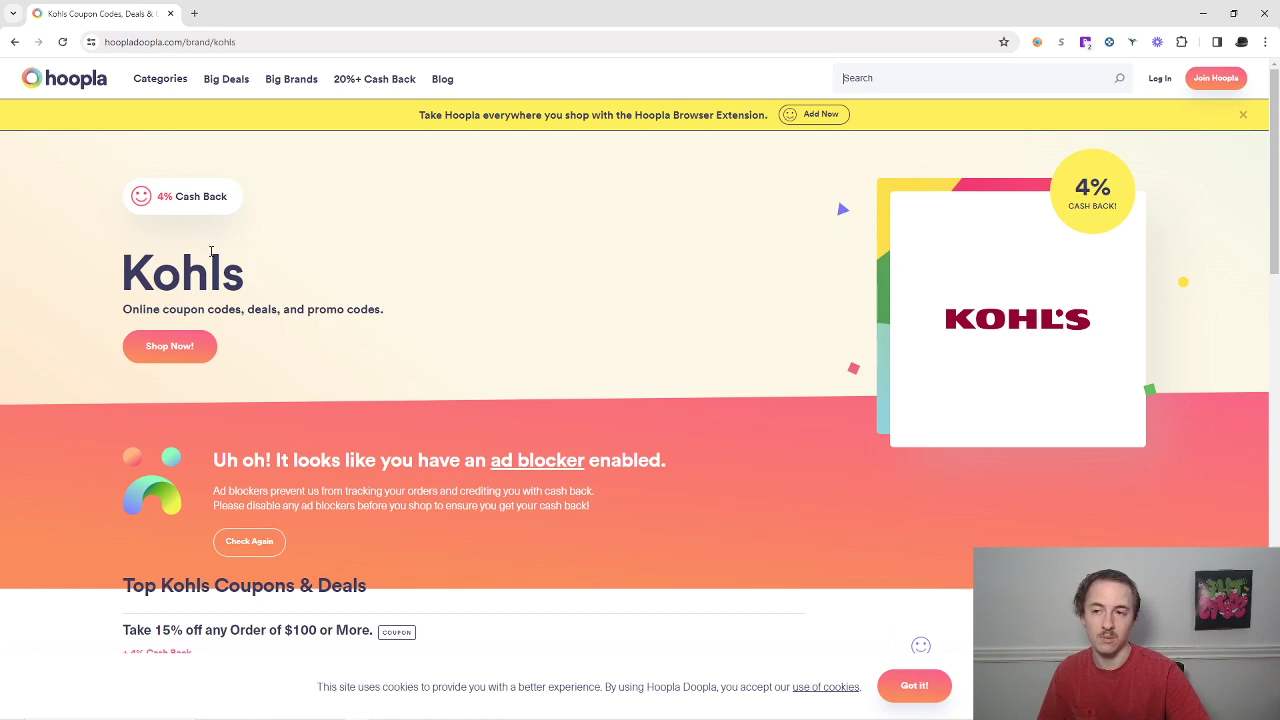 Kohls Coupon Codes, Deals & C
hoopladoopla.com/brand/kohls
hoopla
Categories
Big Deals
Big Brands
20%+ Cash Back
Blog
Search
Log In
Join Hoopla
Take Hoopla everywhere you shop with the Hoopla Browser Extension.
Add Now
4% Cash Back
4%
CASH BACK!
Kohls
Online coupon codes, deals, and promo codes.
Shop Now!
KOHL'S
Uh oh! It looks like you have an ad blocker enabled.
Ad blockers prevent us from tracking your orders and crediting you with cash back.
Please disable any ad blockers before you shop to ensure you get your cash back!
Check Again
Top Kohls Coupons & Deals
Take 15% off any Order of $100 or More. COUPON
+ 4% Cash Back
This site uses cookies to provide you with a better experience. By using Hoopla Doopla, you accept our use of cookies.
Got it!